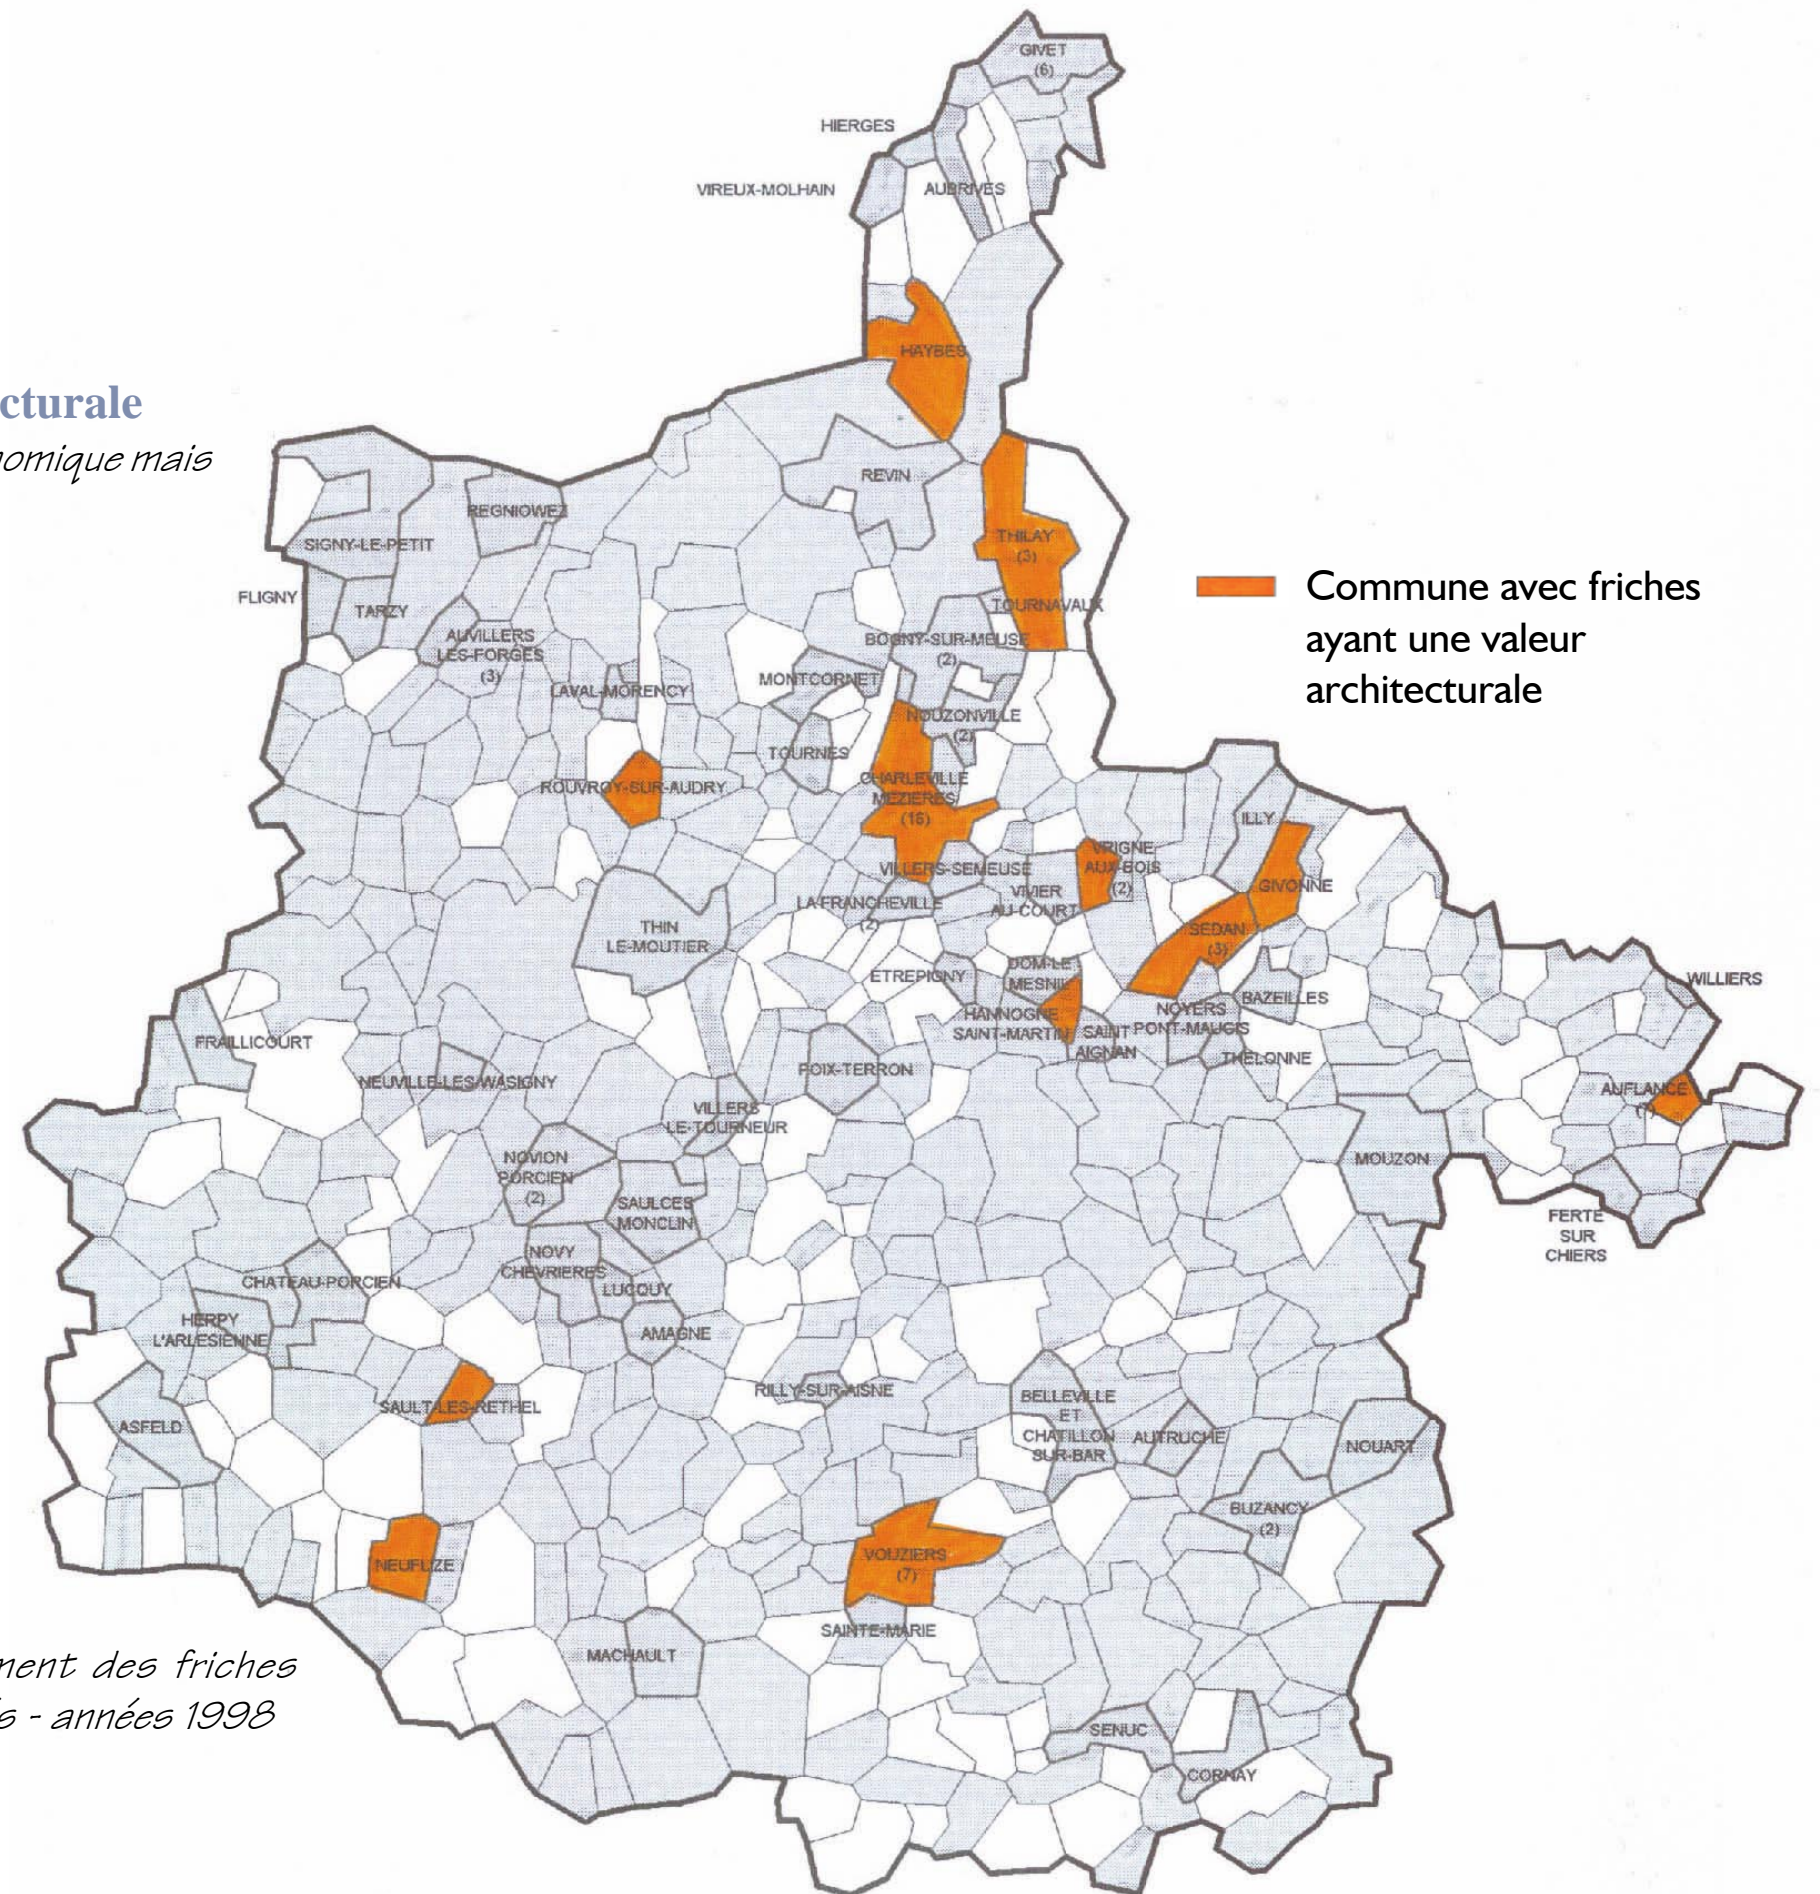 GIVET
(6)
HIERGES
VIREUX-MOLHAIN
AUBRIVES
HAYBES
cturale
nomique mais
REVIN
REGNIOWEZ
SIGNY-LE-PETIT
THILAY
(3)
Commune avec friches
ayant une valeur
architecturale
FLIGNY
TARZY
TOURNAVAUX
AUVILLERS
LES-FORGES
(3)
BOGNY-SUR-MEUSE
(2)
LAVAL-MORENCY
MONTCORNET
NOUZONVILLE
(2)
TOURNES
ROUVROY-SUR-AUDRY
CHARLEVILLE
MEZIERES
(16)
ILLY
VILLERS-SEMEUSE
VRIGNE
AUX-BOIS
(2)
GIVONNE
LA-FRANCHEVILLE
(2)
VIVIER
AU-COURT
THIN
LE-MOUTIER
SEDAN
(3)
ETREPIGNY
DOM-LE
MESNIL
WILLIERS
BAZEILLES
HANNOGNE
SAINT-MARTIN
SAINT
AIGNAN
NOYERS
PONT-MAUGIS
THELONNE
FRAILLICOURT
NEUVILLE-LES-WASIGNY
POIX-TERRON
AUFLANCE
VILLERS
LE-TOURNEUR
NOVION
PORCIEN
(2)
MOUZON
SAULCES
MONCLIN
FERTE
SUR
CHIERS
NOVY
CHEVRIERES
CHATEAU-PORCIEN
LUCQUY
HERPY
L'ARLESIENNE
AMAGNE
RILLY-SUR-AISNE
BELLEVILLE
ET
CHATILLON
SUR-BAR
SAULT-LES-RETHEL
ASFELD
AUTRUCHE
NOUART
BUZANCY
(2)
NEUFLIZE
VOUZIERS
(7)
SAINTE-MARIE
MACHAULT
nent des friches
s - années 1998
SENUC
CORNAY